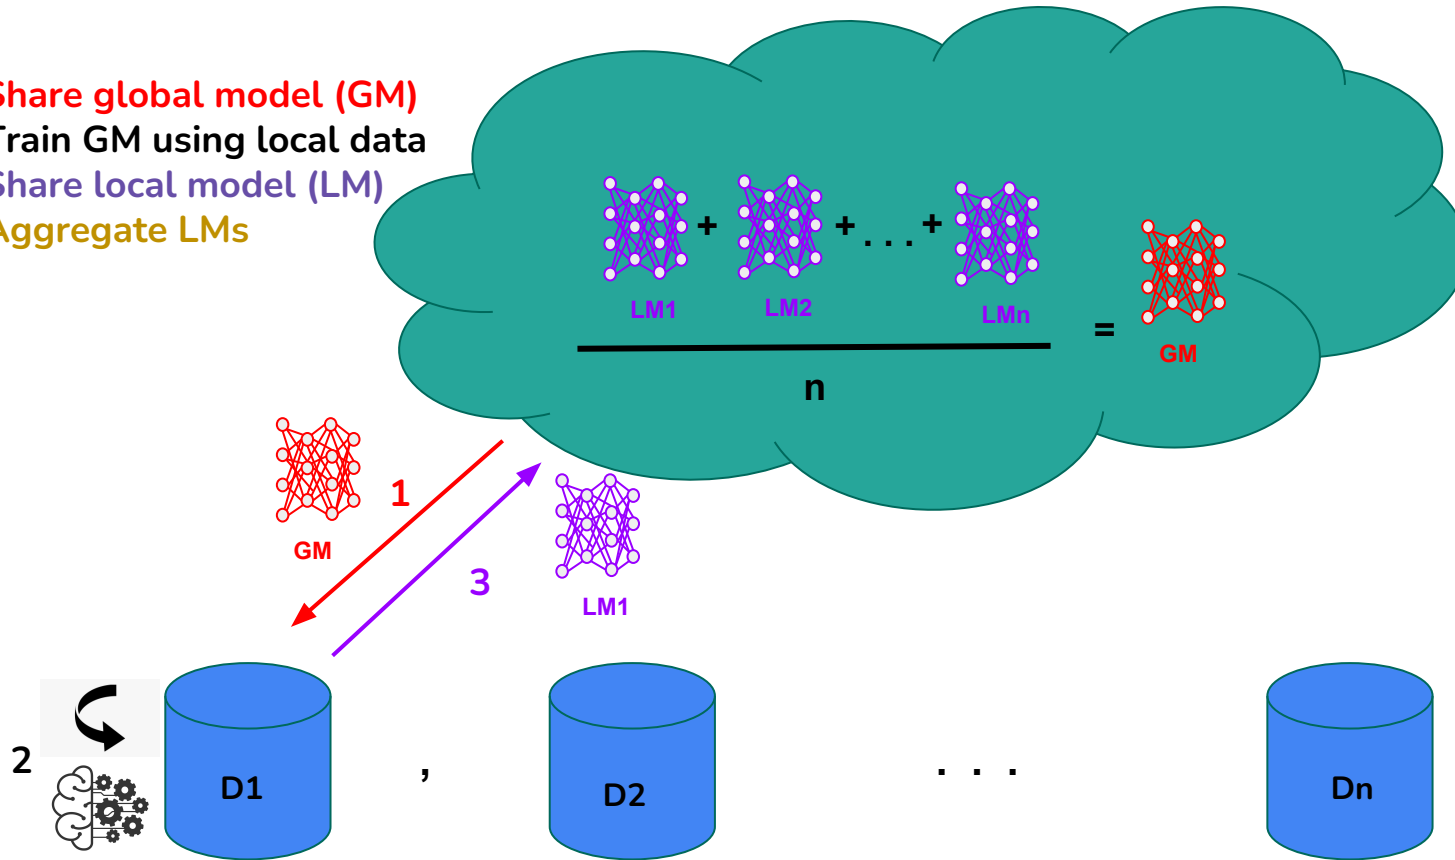 Share global model (GM)
Train GM using local data
Share local model (LM)
Aggregate LMs
+ + . . . +
LM1 LM2 LMn
=
GM
n
1
GM
3
LM1
2
D1 , D2 . . . Dn